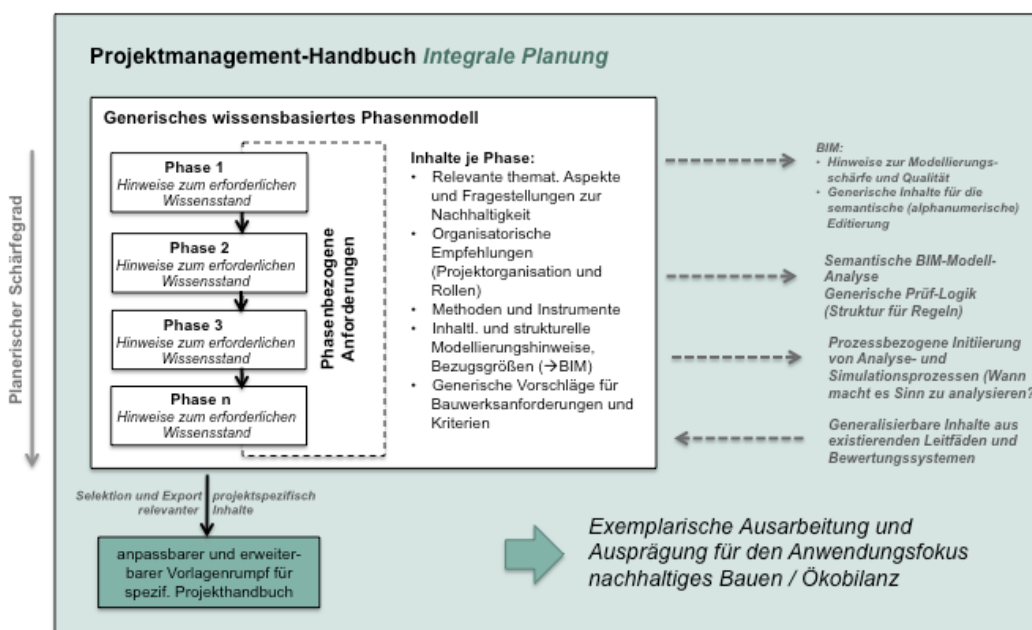 Projektmanagement-Handbuch Integrale Planung
Planerischer Schärfegrad
Generisches wissensbasiertes Phasenmodell
Phase 1
Hinweise zum erforderlichen
Wissensstand
Phase 2
Hinweise zum erforderlichen
Wissensstand
Phase 3
Hinweise zum erforderlichen
Wissensstand
Phase n
Hinweise zum erforderlichen
Wissensstand
Phasenbezogene
Anforderungen
Inhalte je Phase:
• Relevante themat. Aspekte
und Fragestellungen zur
Nachhaltigkeit
• Organisatorische
Empfehlungen
(Projektorganisation und
Rollen)
• Methoden und Instrumente
• Inhaltl. und strukturelle
Modellierungshinweise,
Bezugsgrößen (→BIM)
• Generische Vorschläge für
Bauwerksanforderungen und
Kriterien
BIM:
• Hinweise zur Modellierungs-
schärfe und Qualität
• Generische Inhalte für die
semantische (alphanumerische)
Editierung
Semantische BIM-Modell-
Analyse
Generische Prüf-Logik
(Struktur für Regeln)
Prozessbezogene Initiierung
von Analyse- und
Simulationsprozessen (Wann
macht es Sinn zu analysieren?
Generalisierbare Inhalte aus
existierenden Leitfäden und
Bewertungssystemen
Selektion und Export projektspezifisch
relevanter Inhalte
anpassbarer und erweiter-
barer Vorlagenrumpf für
spezif. Projekthandbuch
Exemplarische Ausarbeitung und
Ausprägung für den Anwendungsfokus
nachhaltiges Bauen / Ökobilanz